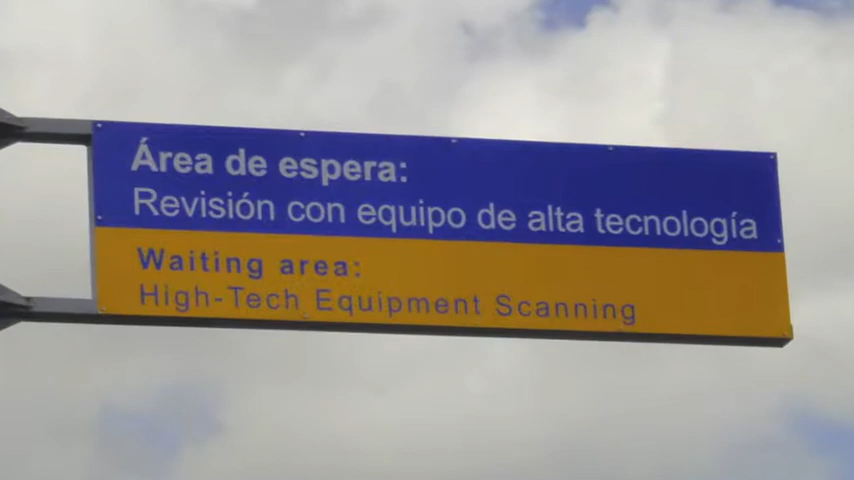 Área de espera:
Revisión con equipo de alta tecnología
Waiting area:
High-Tech Equipment Scanning